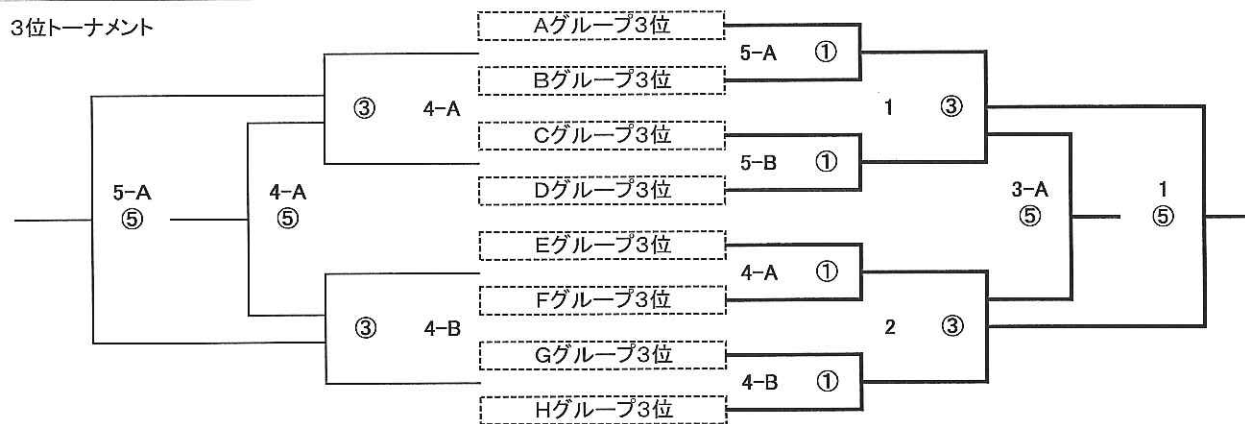 3位トーナメント
Aグループ3位
5-A ①
Bグループ3位
③ 4-A
1 ③
Cグループ3位
5-B ①
Dグループ3位
5-A
⑤
4-A
⑤
3-A
⑤
1
⑤
Eグループ3位
4-A ①
Fグループ3位
③ 4-B
2 ③
Gグループ3位
4-B ①
Hグループ3位